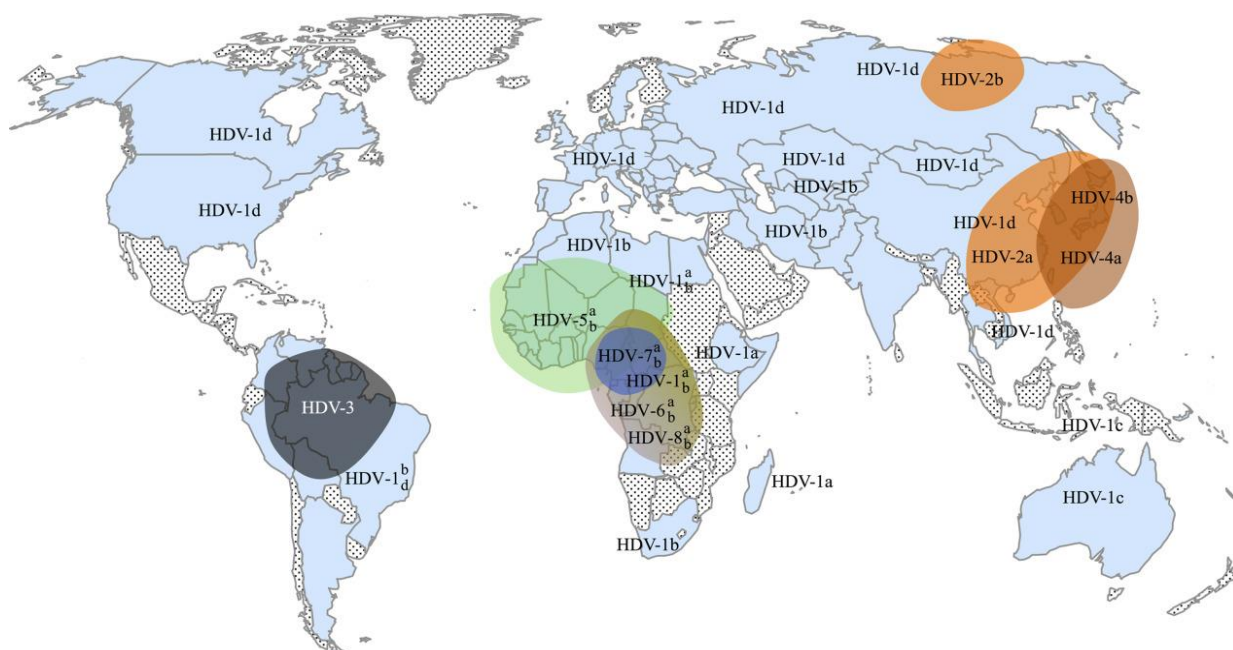 HDV-1d
HDV-2b
HDV-1d
HDV-1d
HDV-1d
HDV-1d
HDV-1d
HDV-1b
HDV-4b
HDV-1d
HDV-1d
HDV-1b
HDV-1b
HDV-2a
HDV-4a
HDV-1a b
HDV-5a b
HDV-1d
HDV-7a b
HDV-1a
HDV-1a b
HDV-3
HDV-6a b
HDV-1c
HDV-8a b
HDV-1b d
HDV-1a
HDV-1c
HDV-1b